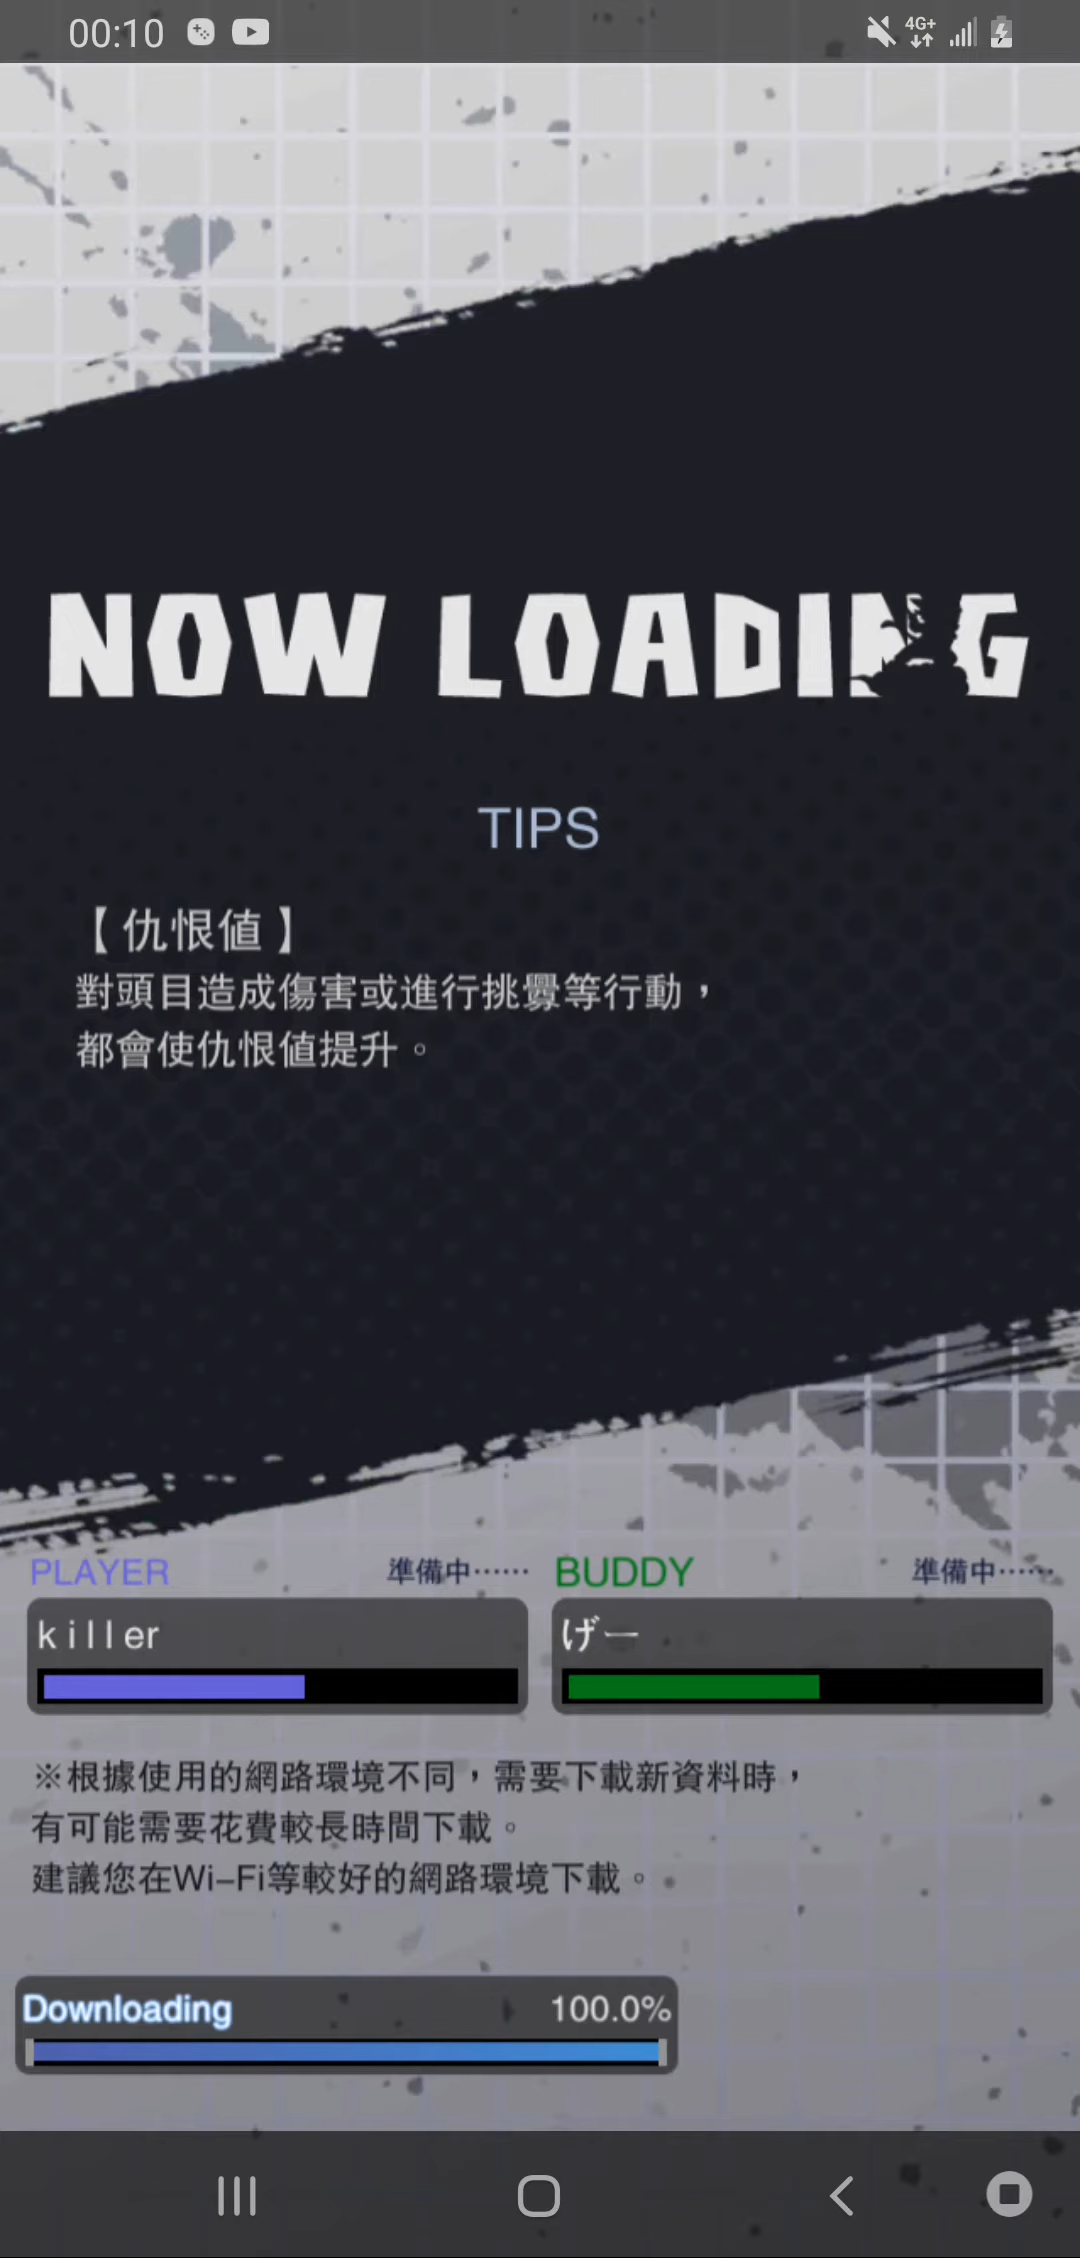 00:10
4G+
NOW LOADING
TIPS
【仇恨值】
對頭目造成傷害或進行挑釁等行動，
都會使仇恨值提升。
PLAYER 準備中……
BUDDY 準備中……
killer
げー
※根據使用的網路環境不同，需要下載新資料時，
有可能需要花費較長時間下載。
建議您在Wi-Fi等較好的網路環境下載。
Downloading 100.0%